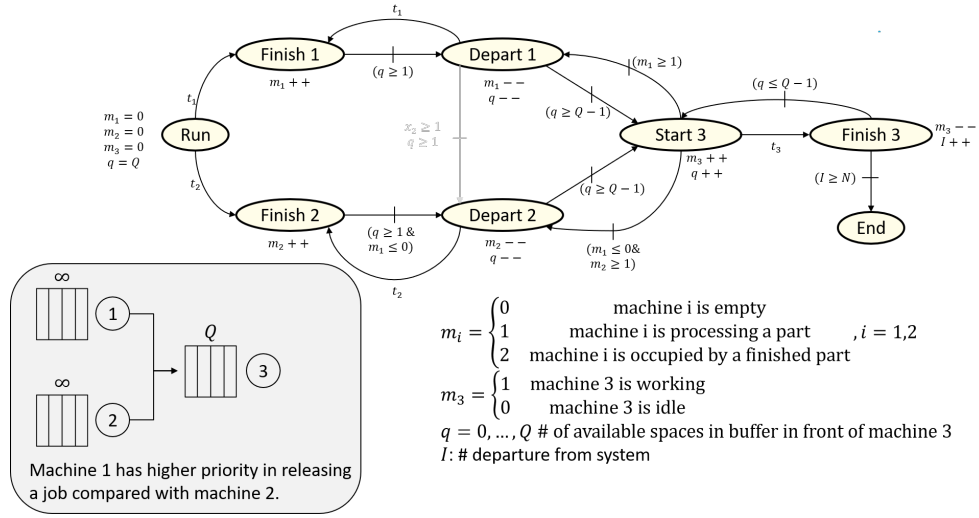 t₁
Finish 1
m₁ + +
(q ≥ 1)
Depart 1
m₁ − −
q − −
(m₁ ≥ 1)
(q ≤ Q − 1)
(q ≥ Q − 1)
t₁
m₁ = 0
m₂ = 0
m₃ = 0
q = Q
Run
x₂ ≥ 1
q ≥ 1
Start 3
m₃ + +
q + +
t₃
Finish 3
m₃ − −
I + +
t₂
(q ≥ Q − 1)
(I ≥ N)
End
Finish 2
m₂ + +
(q ≥ 1 &
m₁ ≤ 0)
Depart 2
m₂ − −
q − −
(m₁ ≤ 0&
m₂ ≥ 1)
t₂
∞
1
Q
3
∞
2
Machine 1 has higher priority in releasing
a job compared with machine 2.
0 machine i is empty
mᵢ = { 1 machine i is processing a part , i = 1,2
2 machine i is occupied by a finished part
m₃ = { 1 machine 3 is working
0 machine 3 is idle
q = 0, … , Q # of available spaces in buffer in front of machine 3
I: # departure from system